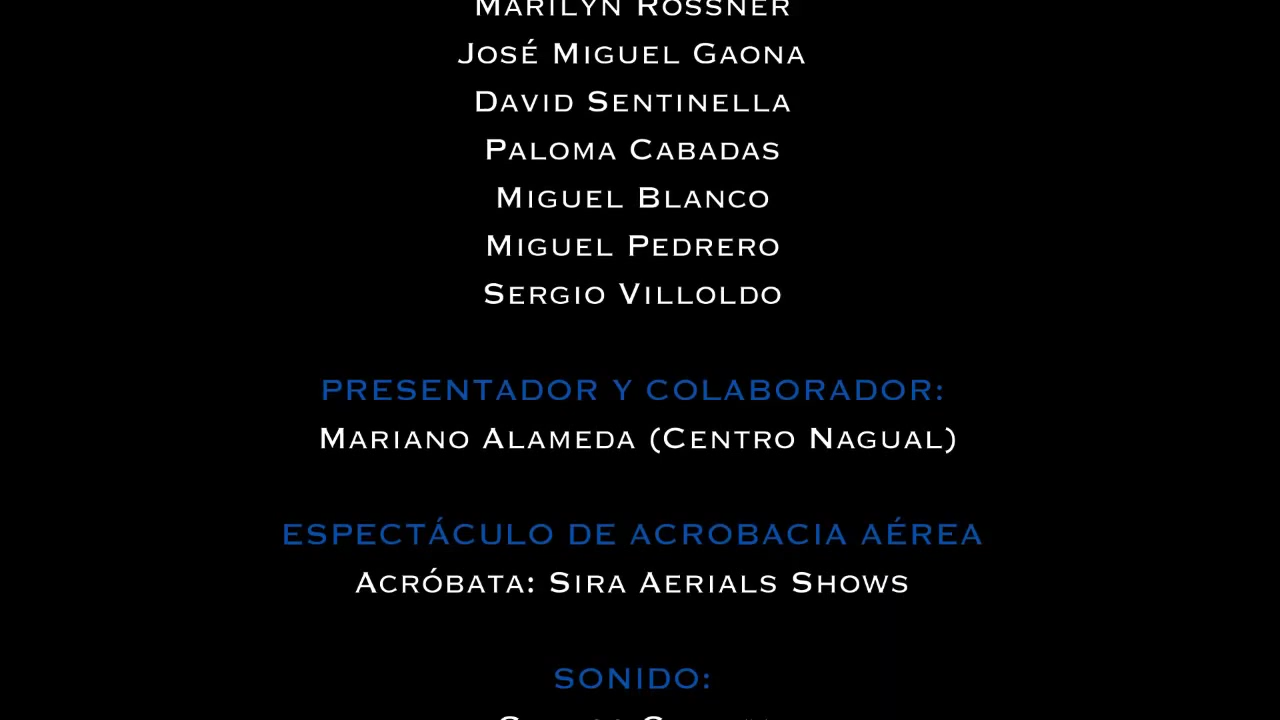 MARILYN ROSSNER
JOSÉ MIGUEL GAONA
DAVID SENTINELLA
PALOMA CABADAS
MIGUEL BLANCO
MIGUEL PEDRERO
SERGIO VILLOLDO
PRESENTADOR Y COLABORADOR:
MARIANO ALAMEDA (CENTRO NAGUAL)
ESPECTÁCULO DE ACROBACIA AÉREA
ACRÓBATA: SIRA AERIALS SHOWS
SONIDO: